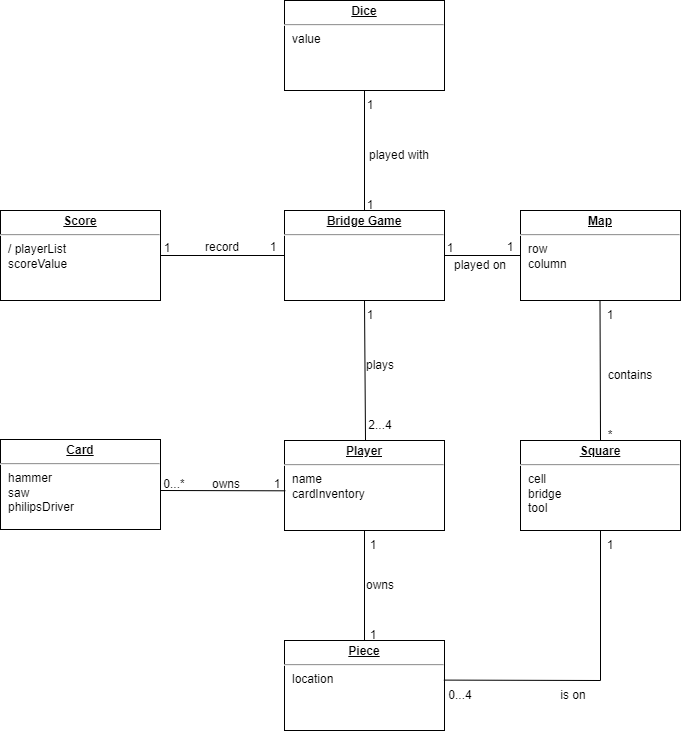 Dice
value
1
played with
1
Score
/ playerList
scoreValue
1
record
1
Bridge Game
1
1
played on
Map
row
column
1
plays
2...4
1
contains
*
Card
hammer
saw
philipsDriver
0...*
owns
1
Player
name
cardInventory
Square
cell
bridge
tool
1
owns
1
1
Piece
location
0...4
is on